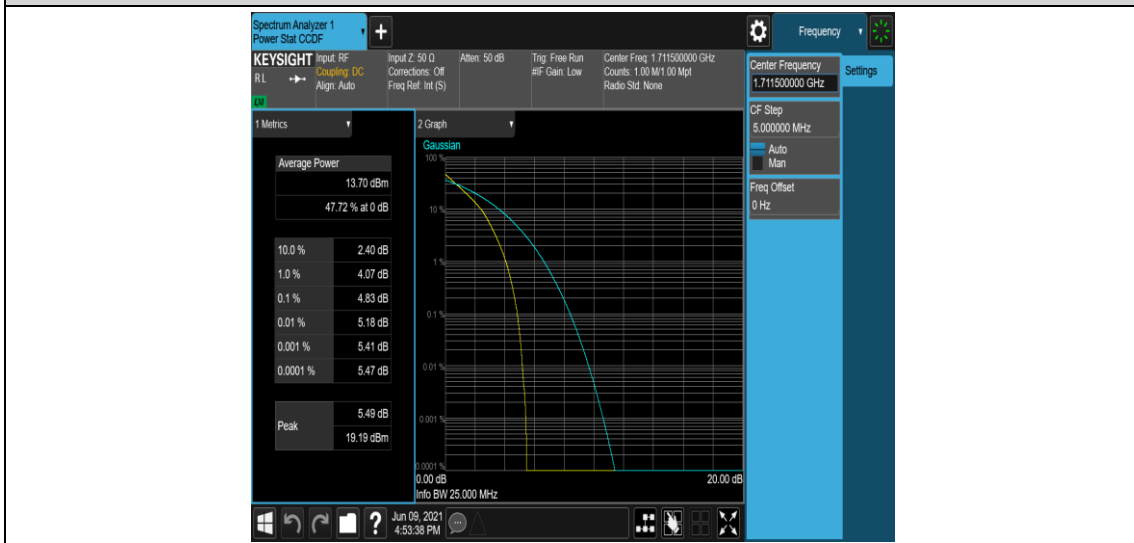 Spectrum Analyzer 1
Power Stat CCDF
+
Frequency
KEYSIGHT
RL
LXI
Input: RF
Coupling: DC
Align: Auto
Input Z: 50 Ω
Corrections: Off
Freq Ref: Int (S)
Atten: 50 dB
Trig: Free Run
#IF Gain: Low
Center Freq: 1.711500000 GHz
Counts: 1.00 M/1.00 Mpt
Radio Std: None
Center Frequency
1.711500000 GHz
Settings
CF Step
5.000000 MHz
Auto
Man
Freq Offset
0 Hz
1 Metrics
Average Power
13.70 dBm
47.72 % at 0 dB
10.0 % 2.40 dB
1.0 % 4.07 dB
0.1 % 4.83 dB
0.01 % 5.18 dB
0.001 % 5.41 dB
0.0001 % 5.47 dB
Peak
5.49 dB
19.19 dBm
2 Graph
Gaussian
100 %
10 %
1 %
0.1 %
0.01 %
0.001 %
0.0001 %
0.00 dB 20.00 dB
Info BW 25.000 MHz
?
Jun 09, 2021
4:53:38 PM